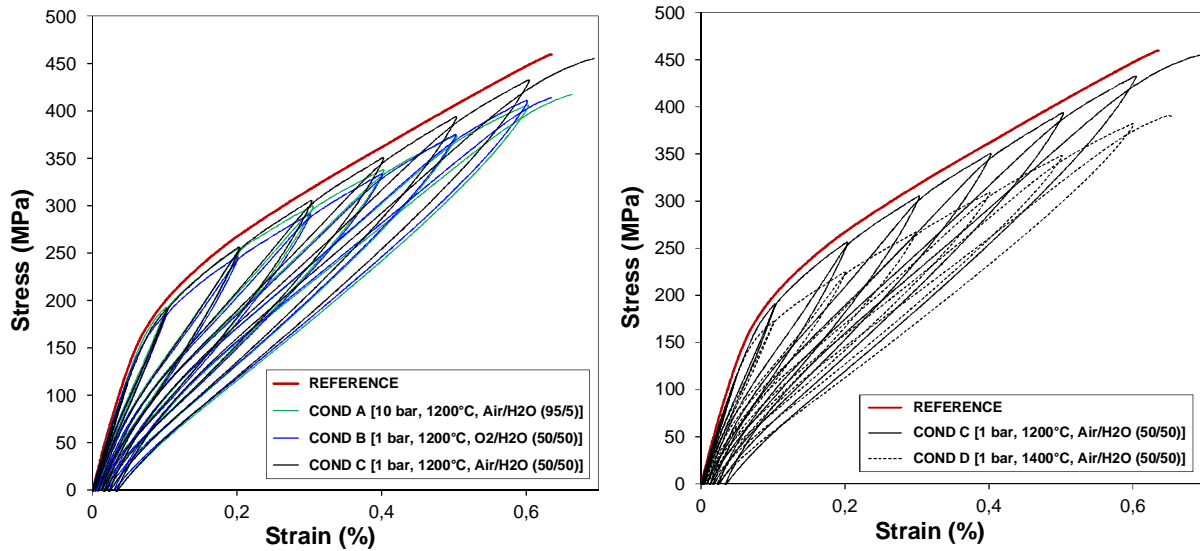 500
450
400
350
300
250
200
150
100
50
0
Stress (MPa)
REFERENCE
COND A [10 bar, 1200°C, Air/H2O (95/5)]
COND B [1 bar, 1200°C, O2/H2O (50/50)]
COND C [1 bar, 1200°C, Air/H2O (50/50)]
0
0,2
0,4
0,6
Strain (%)
500
450
400
350
300
250
200
150
100
50
0
Stress (MPa)
REFERENCE
COND C [1 bar, 1200°C, Air/H2O (50/50)]
COND D [1 bar, 1400°C, Air/H2O (50/50)]
0
0,2
0,4
0,6
Strain (%)